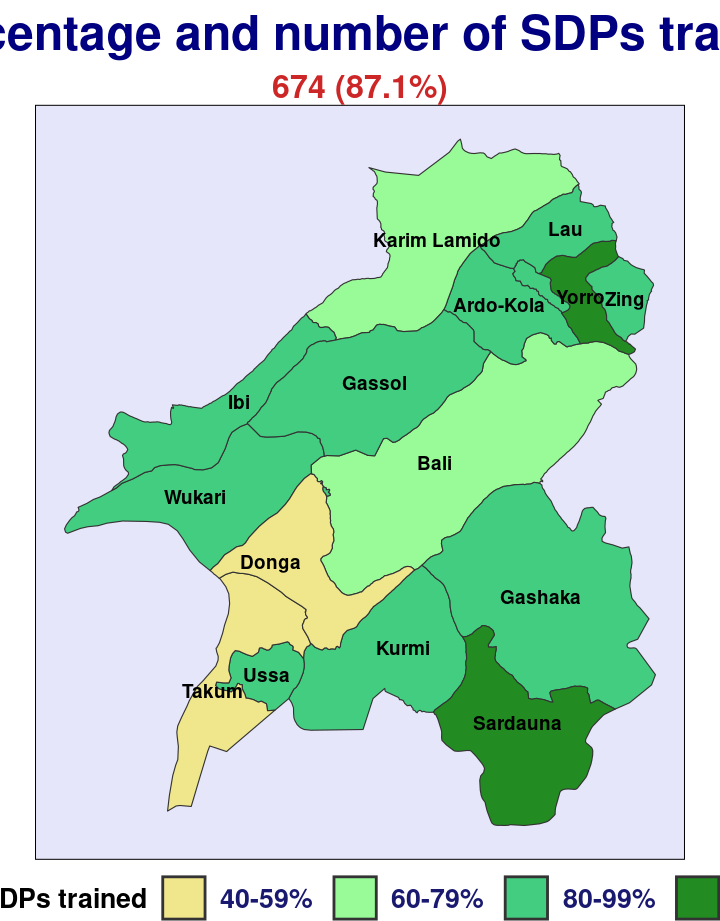 centage and number of SDPs tra
674 (87.1%)
Karim Lamido
Lau
Ardo-Kola
Yorro
Zing
Gassol
Ibi
Bali
Wukari
Donga
Gashaka
Kurmi
Ussa
Takum
Sardauna
DPs trained 40-59% 60-79% 80-99%